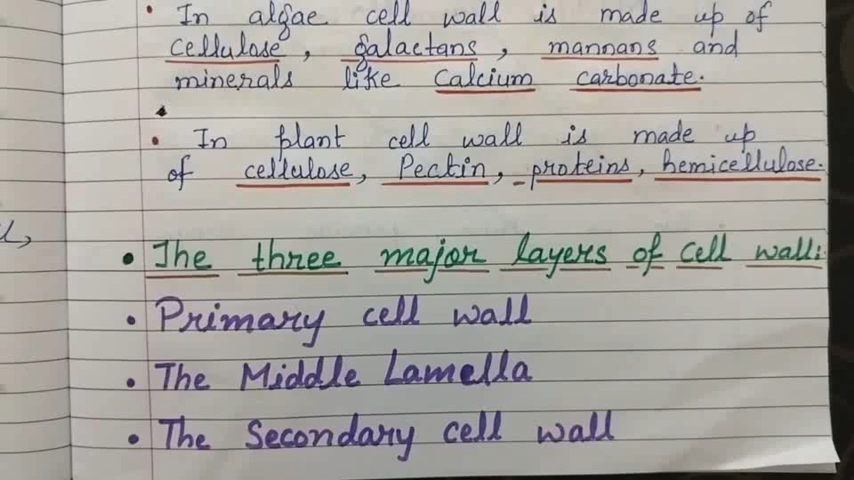 • In algae cell wall is made up of
cellulose, galactans, mannans and
minerals like calcium carbonate.
• In plant cell wall is made up
of cellulose, Pectin, proteins, hemicellulose.
• The three major layers of cell wall:
• Primary cell wall
• The Middle Lamella
• The Secondary cell wall